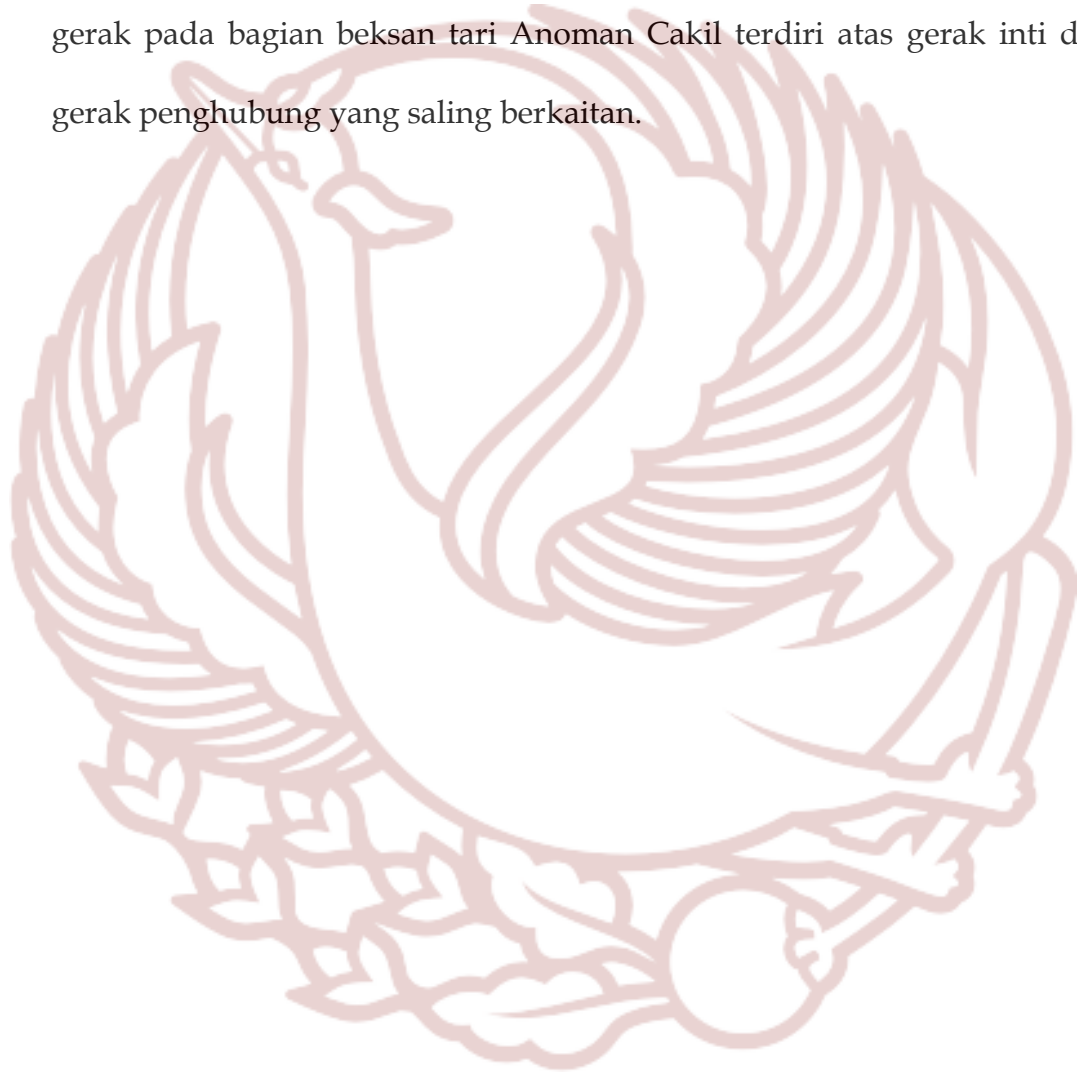 gerak pada bagian beksan tari Anoman Cakil terdiri atas gerak inti d
gerak penghubung yang saling berkaitan.